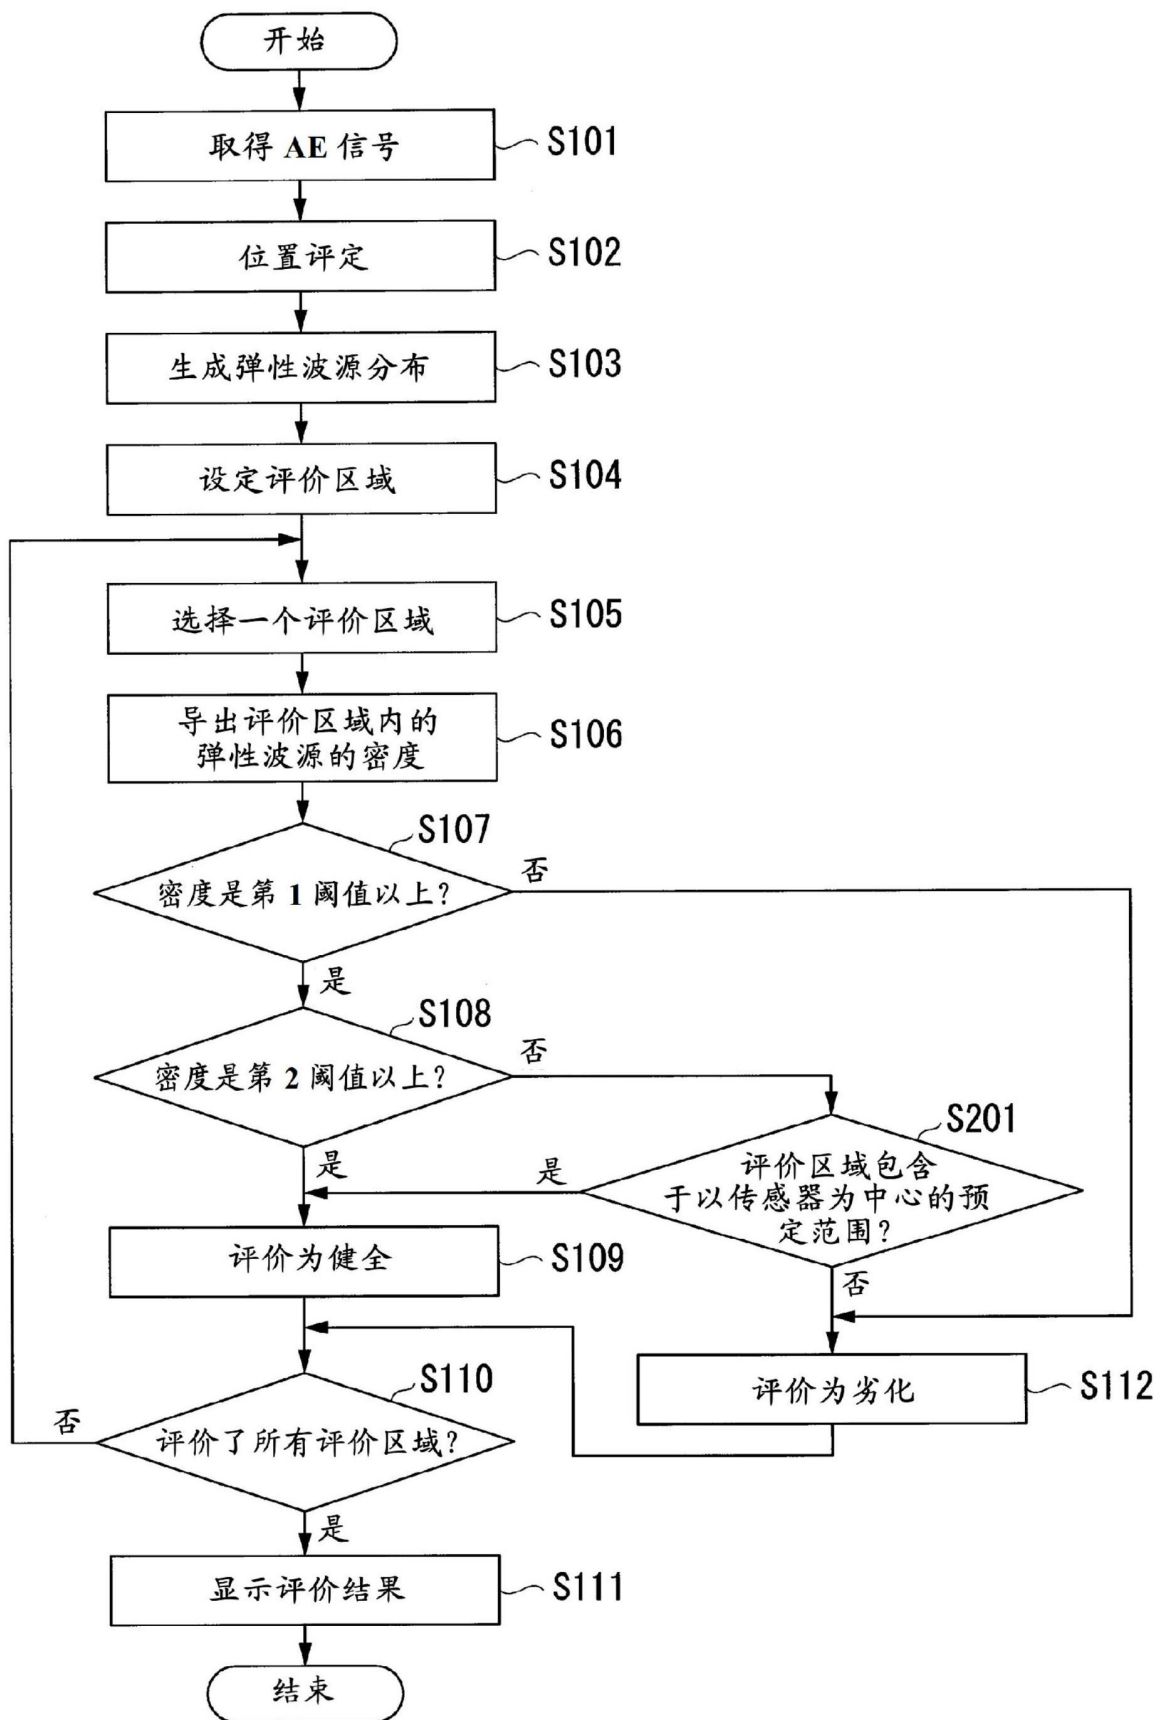 开始
取得 AE 信号
S101
位置评定
S102
生成弹性波源分布
S103
设定评价区域
S104
选择一个评价区域
S105
导出评价区域内的
弹性波源的密度
S106
S107
密度是第 1 阈值以上?
否
是
S108
密度是第 2 阈值以上?
否
是
S201
评价区域包含
于以传感器为中心的预
定范围?
是
否
评价为健全
S109
评价为劣化
S112
S110
评价了所有评价区域?
否
是
显示评价结果
S111
结束